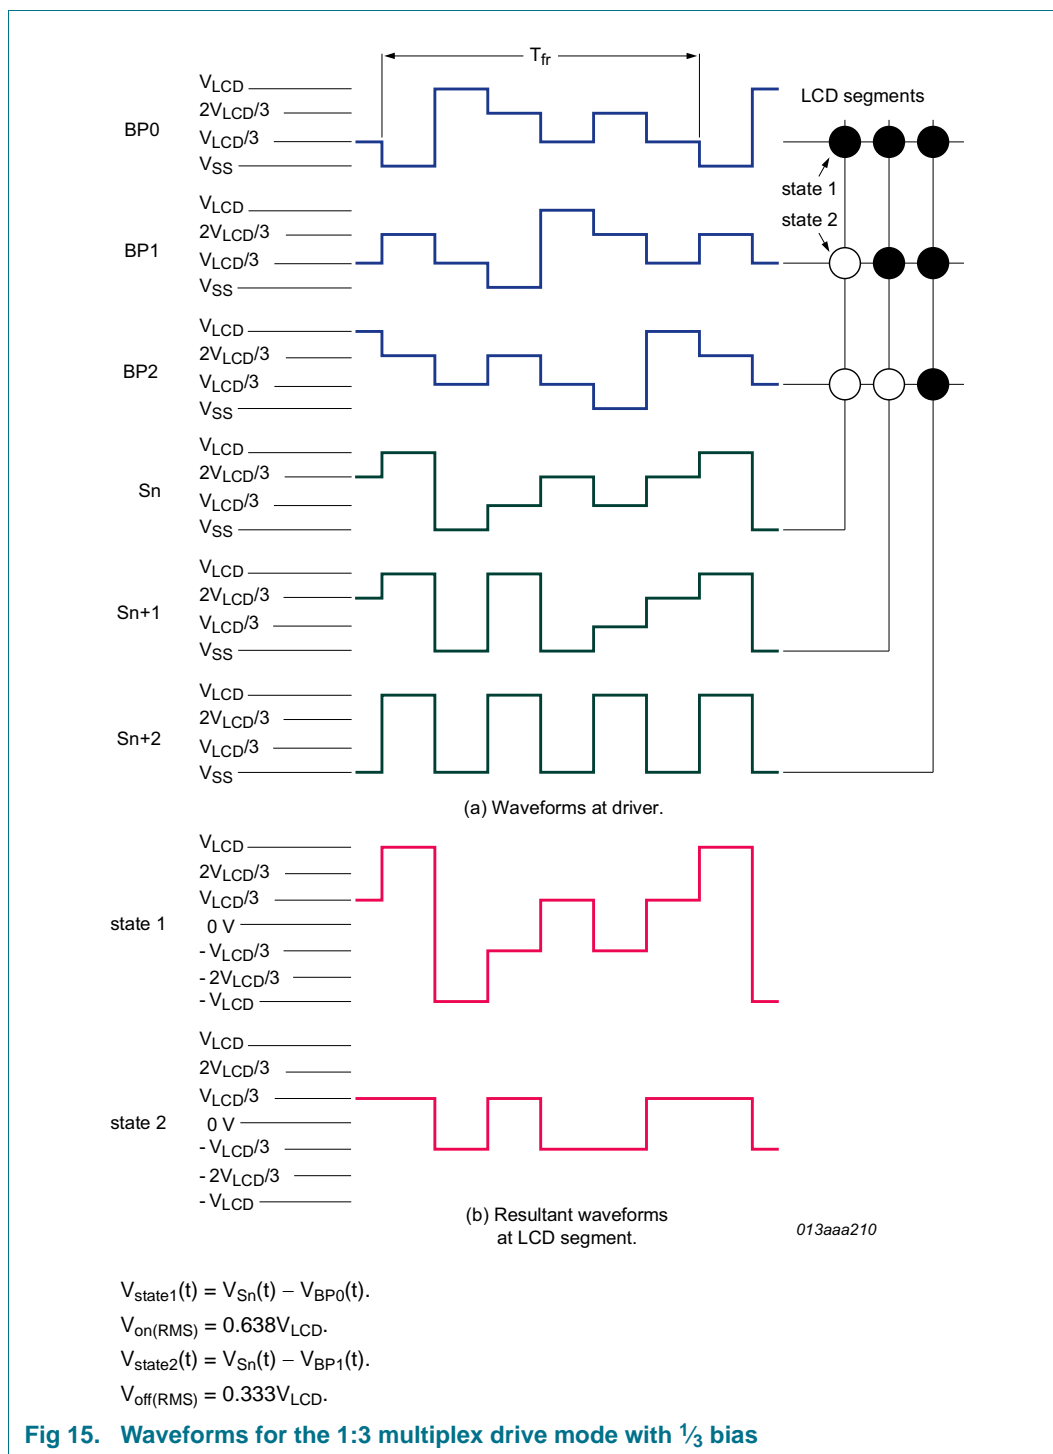 Tfr
VLCD
2VLCD/3
BP0
VLCD/3
VSS
LCD segments
state 1
VLCD
2VLCD/3
BP1
VLCD/3
VSS
state 2
VLCD
2VLCD/3
BP2
VLCD/3
VSS
VLCD
2VLCD/3
Sn
VLCD/3
VSS
VLCD
2VLCD/3
Sn+1
VLCD/3
VSS
VLCD
2VLCD/3
Sn+2
VLCD/3
VSS
(a) Waveforms at driver.
VLCD
2VLCD/3
VLCD/3
state 1
0 V
- VLCD/3
- 2VLCD/3
- VLCD
VLCD
2VLCD/3
VLCD/3
state 2
0 V
- VLCD/3
- 2VLCD/3
- VLCD
(b) Resultant waveforms
at LCD segment.
013aaa210
Vstate1(t) = VSn(t) − VBP0(t).
Von(RMS) = 0.638VLCD.
Vstate2(t) = VSn(t) − VBP1(t).
Voff(RMS) = 0.333VLCD.
Fig 15. Waveforms for the 1:3 multiplex drive mode with 1⁄3 bias